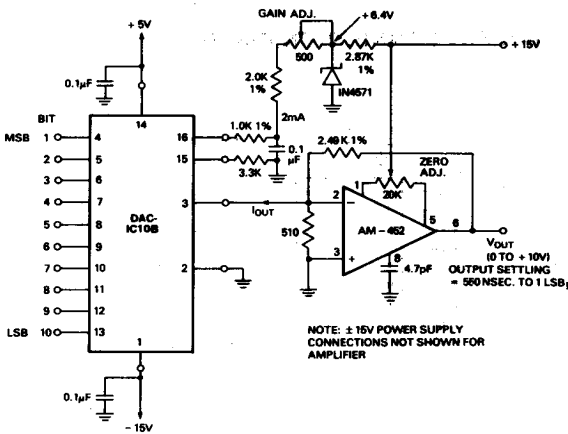 GAIN ADJ.
+6.4V
+ 5V
500
2.87K
1%
+ 15V
0.1µF
2.0K
1%
IN4571
2mA
BIT
14
MSB
1
4
16
1.0K 1%
2.49K 1%
0.1
µF
2
5
15
3.3K
ZERO
ADJ.
3
6
4
7
DAC-
IC10B
3
IOUT
2
1
20K
5
6
5
8
510
AM – 452
VOUT
(0 TO + 10V)
6
9
3
8
4.7pF
OUTPUT SETTLING
= 550 NSEC. TO 1 LSB
7
10
2
8
11
9
12
LSB
10
13
NOTE: ± 15V POWER SUPPLY
CONNECTIONS NOT SHOWN FOR
AMPLIFIER
1
0.1µF
– 15V